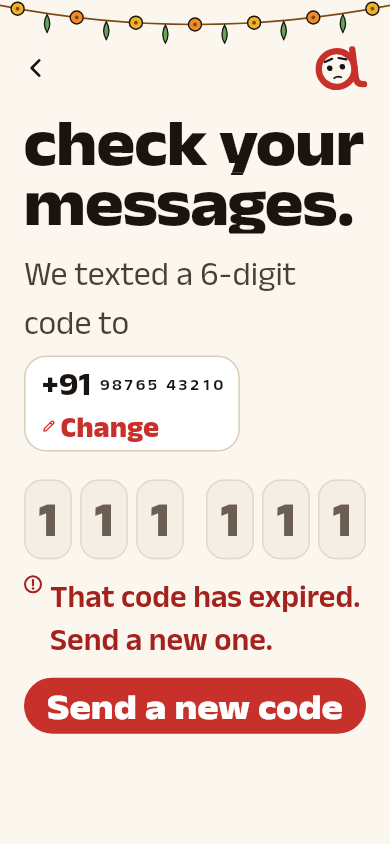 check your
messages.
We texted a 6-digit
code to
+91 98765 43210
Change
1 1 1 1 1 1
That code has expired.
Send a new one.
Send a new code